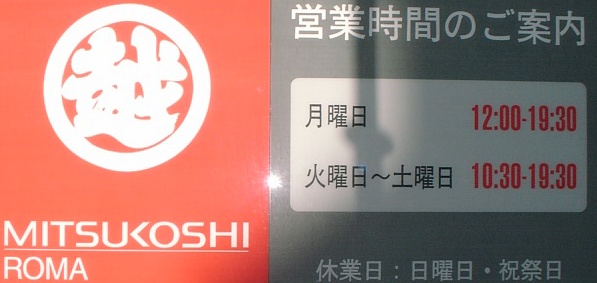 越
MITSUKOSHI
ROMA
営業時間のご案内
月曜日 12:00-19:30
火曜日～土曜日 10:30-19:30
休業日：日曜日・祝祭日